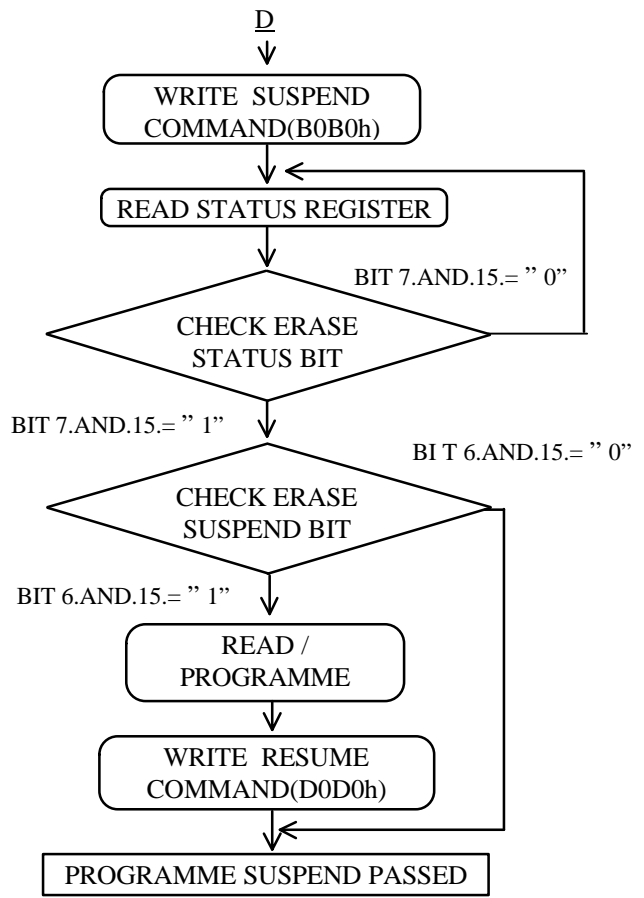 D
WRITE SUSPEND
COMMAND(B0B0h)
READ STATUS REGISTER
BIT 7.AND.15.= ” 0”
CHECK ERASE
STATUS BIT
BIT 7.AND.15.= ” 1”
BI T 6.AND.15.= ” 0”
CHECK ERASE
SUSPEND BIT
BIT 6.AND.15.= ” 1”
READ /
PROGRAMME
WRITE RESUME
COMMAND(D0D0h)
PROGRAMME SUSPEND PASSED